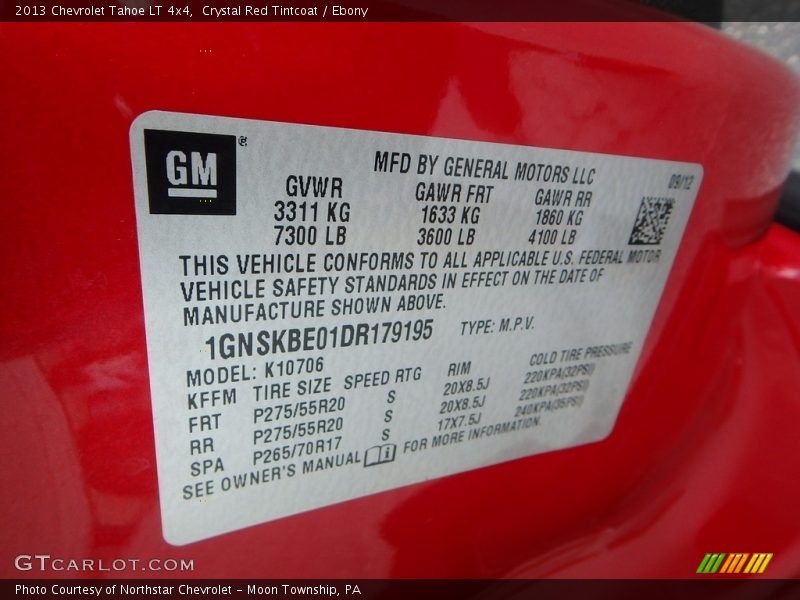 2013 Chevrolet Tahoe LT 4x4,  Crystal Red Tintcoat / Ebony
GM
MFD BY GENERAL MOTORS LLC
09/12
GVWR GAWR FRT GAWR RR
3311 KG 1633 KG 1860 KG
7300 LB 3600 LB 4100 LB
THIS VEHICLE CONFORMS TO ALL APPLICABLE U.S. FEDERAL MOTOR
VEHICLE SAFETY STANDARDS IN EFFECT ON THE DATE OF
MANUFACTURE SHOWN ABOVE.
1GNSKBE01DR179195 TYPE: M.P.V.
MODEL: K10706
KFFM TIRE SIZE SPEED RTG RIM COLD TIRE PRESSURE
FRT P275/55R20 S 20X8.5J 220KPA(32PSI)
RR P275/55R20 S 20X8.5J 220KPA(32PSI)
SPA P265/70R17 S 17X7.5J 240KPA(35PSI)
SEE OWNER'S MANUAL FOR MORE INFORMATION.
GTCARLOT.COM
Photo Courtesy of Northstar Chevrolet - Moon Township, PA